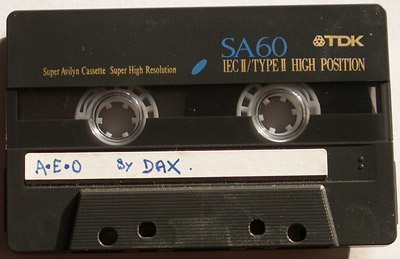 SA60
TDK
Super Avilyn Cassette Super High Resolution
IEC II/TYPE II HIGH POSITION
A•E•O By DAX.